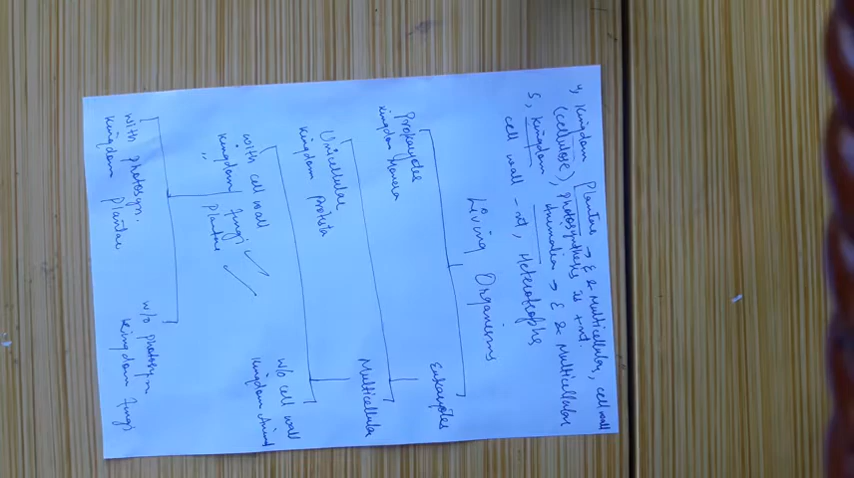 4, Kingdom Plantae → E & Multicellular, cell wall
(cellulose), Photosynthesis is +nt.
5, Kingdom Animalia → E & Multicellular
cell wall - nt, Heterotrophs
Living Organisms
Prokaryotes Eukaryotes
Kingdom Monera
Unicellular Multicellular
Kingdom Protista
with cell wall w/o cell wall
Kingdom Fungi ✓ Kingdom Animal
" Plantae ✓
with photosyn. w/o photosyn
Kingdom Plantae Kingdom Fungi